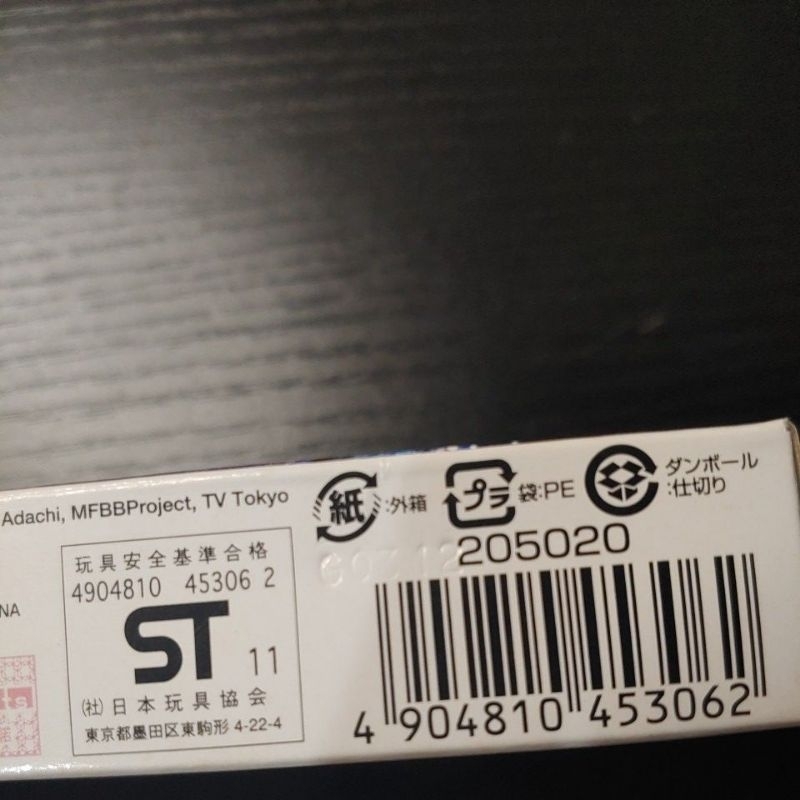 Adachi, MFBBProject, TV Tokyo
紙
:外箱
プラ
袋:PE
ダンボール
:仕切り
205020
玩具安全基準合格
4904810 45306 2
ST 11
(社)日本玩具協会
東京都墨田区東駒形 4-22-4
NA
ts
4 904810 453062